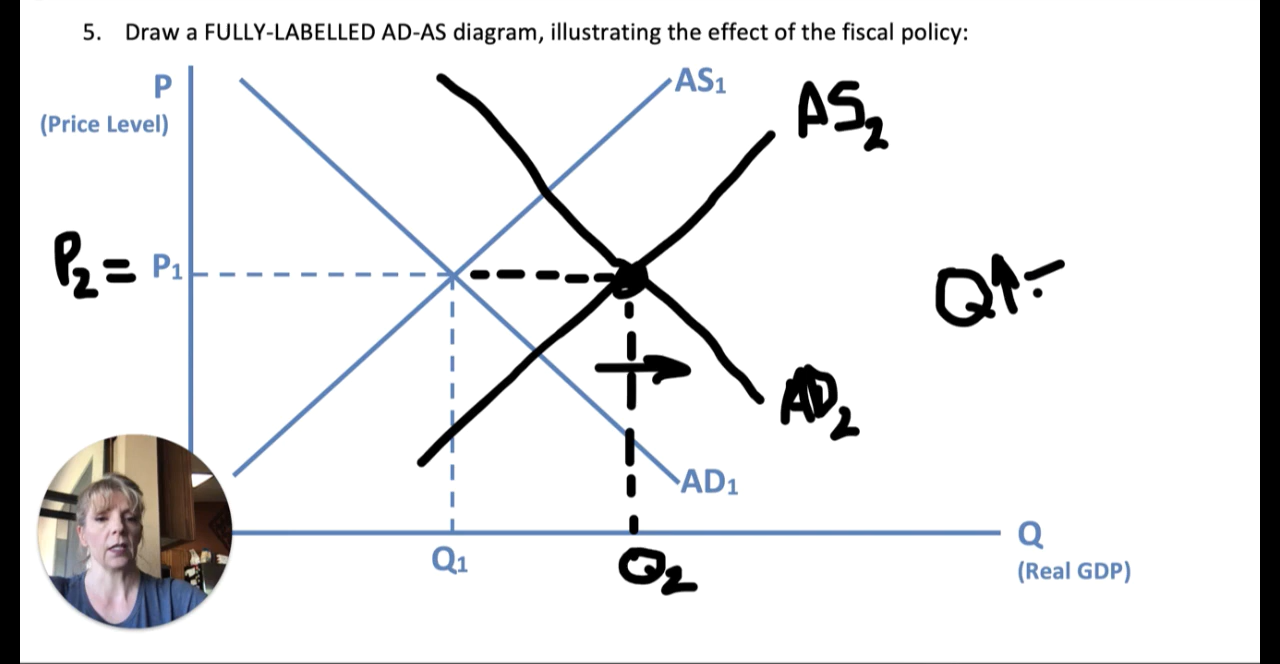 5. Draw a FULLY-LABELLED AD-AS diagram, illustrating the effect of the fiscal policy:
P
(Price Level)
AS₁
AS₂
P₂ = P₁
Q↑
AD₂
AD₁
Q₁
Q₂
Q
(Real GDP)